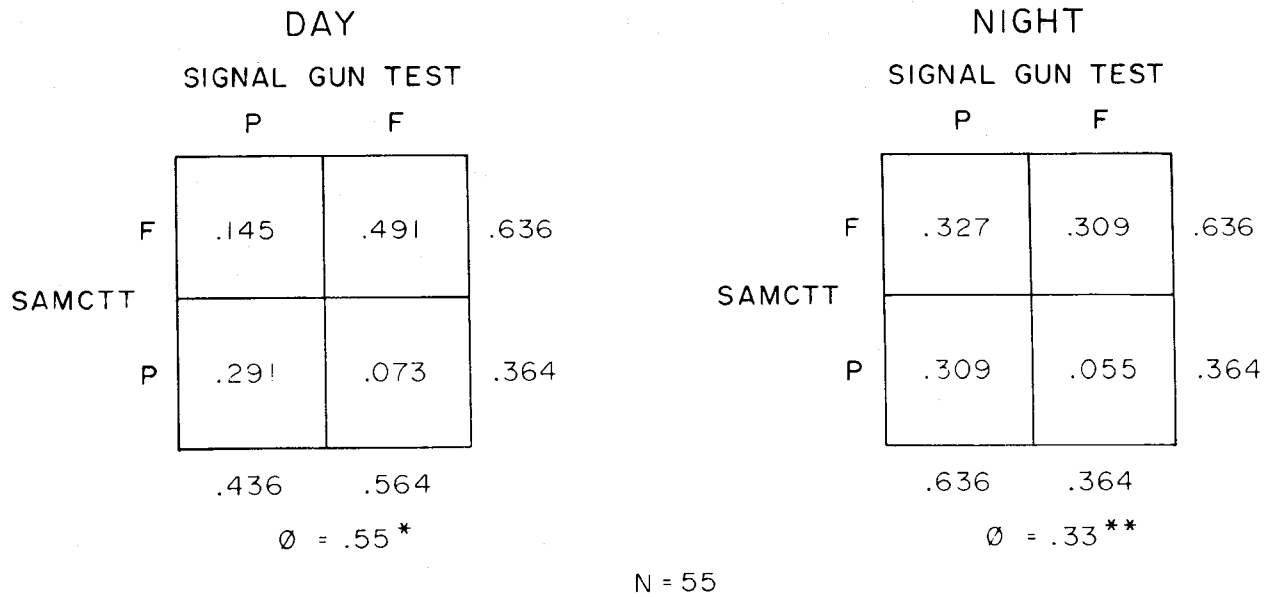 DAY
SIGNAL GUN TEST
P F
F .145 .491 .636
SAMCTT
P .291 .073 .364
.436 .564
Ø = .55*
NIGHT
SIGNAL GUN TEST
P F
F .327 .309 .636
SAMCTT
P .309 .055 .364
.636 .364
Ø = .33**
N = 55